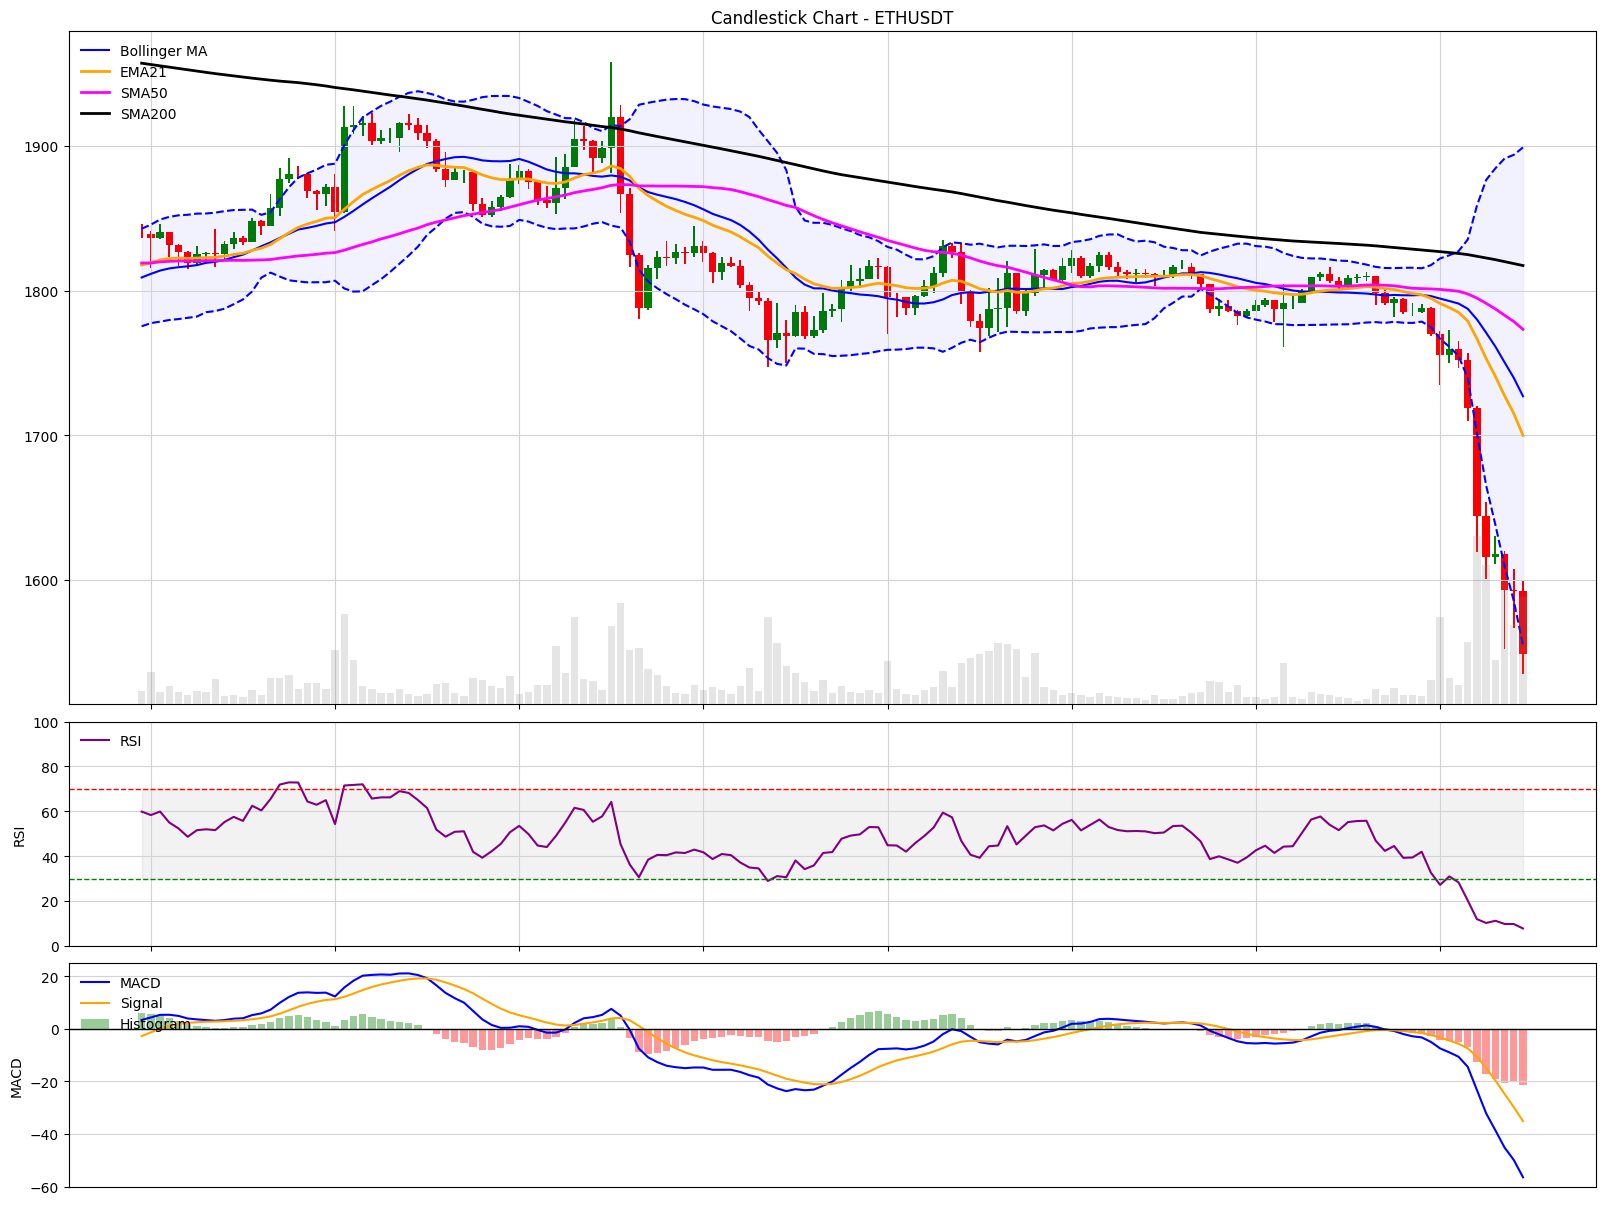 Candlestick Chart - ETHUSDT
Bollinger MA
EMA21
SMA50
SMA200
1900
1800
1700
1600
100
80
60
40
20
0
RSI
RSI
20
0
−20
−40
−60
MACD
MACD
Signal
Histogram